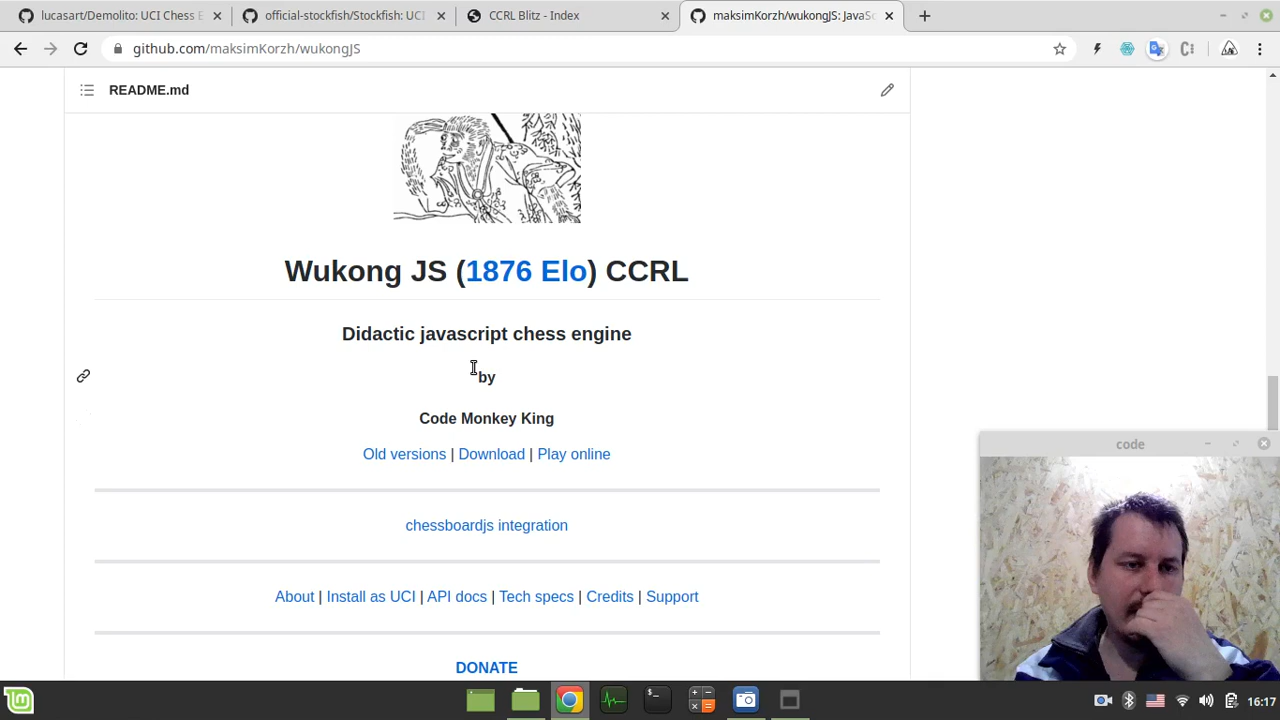 lucasart/Demolito: UCI Chess E
official-stockfish/Stockfish: UCI
CCRL Blitz - Index
maksimKorzh/wukongJS: JavaSc
github.com/maksimKorzh/wukongJS
README.md
Wukong JS (1876 Elo) CCRL
Didactic javascript chess engine
by
Code Monkey King
Old versions | Download | Play online
chessboardjs integration
About | Install as UCI | API docs | Tech specs | Credits | Support
DONATE
code
16:17